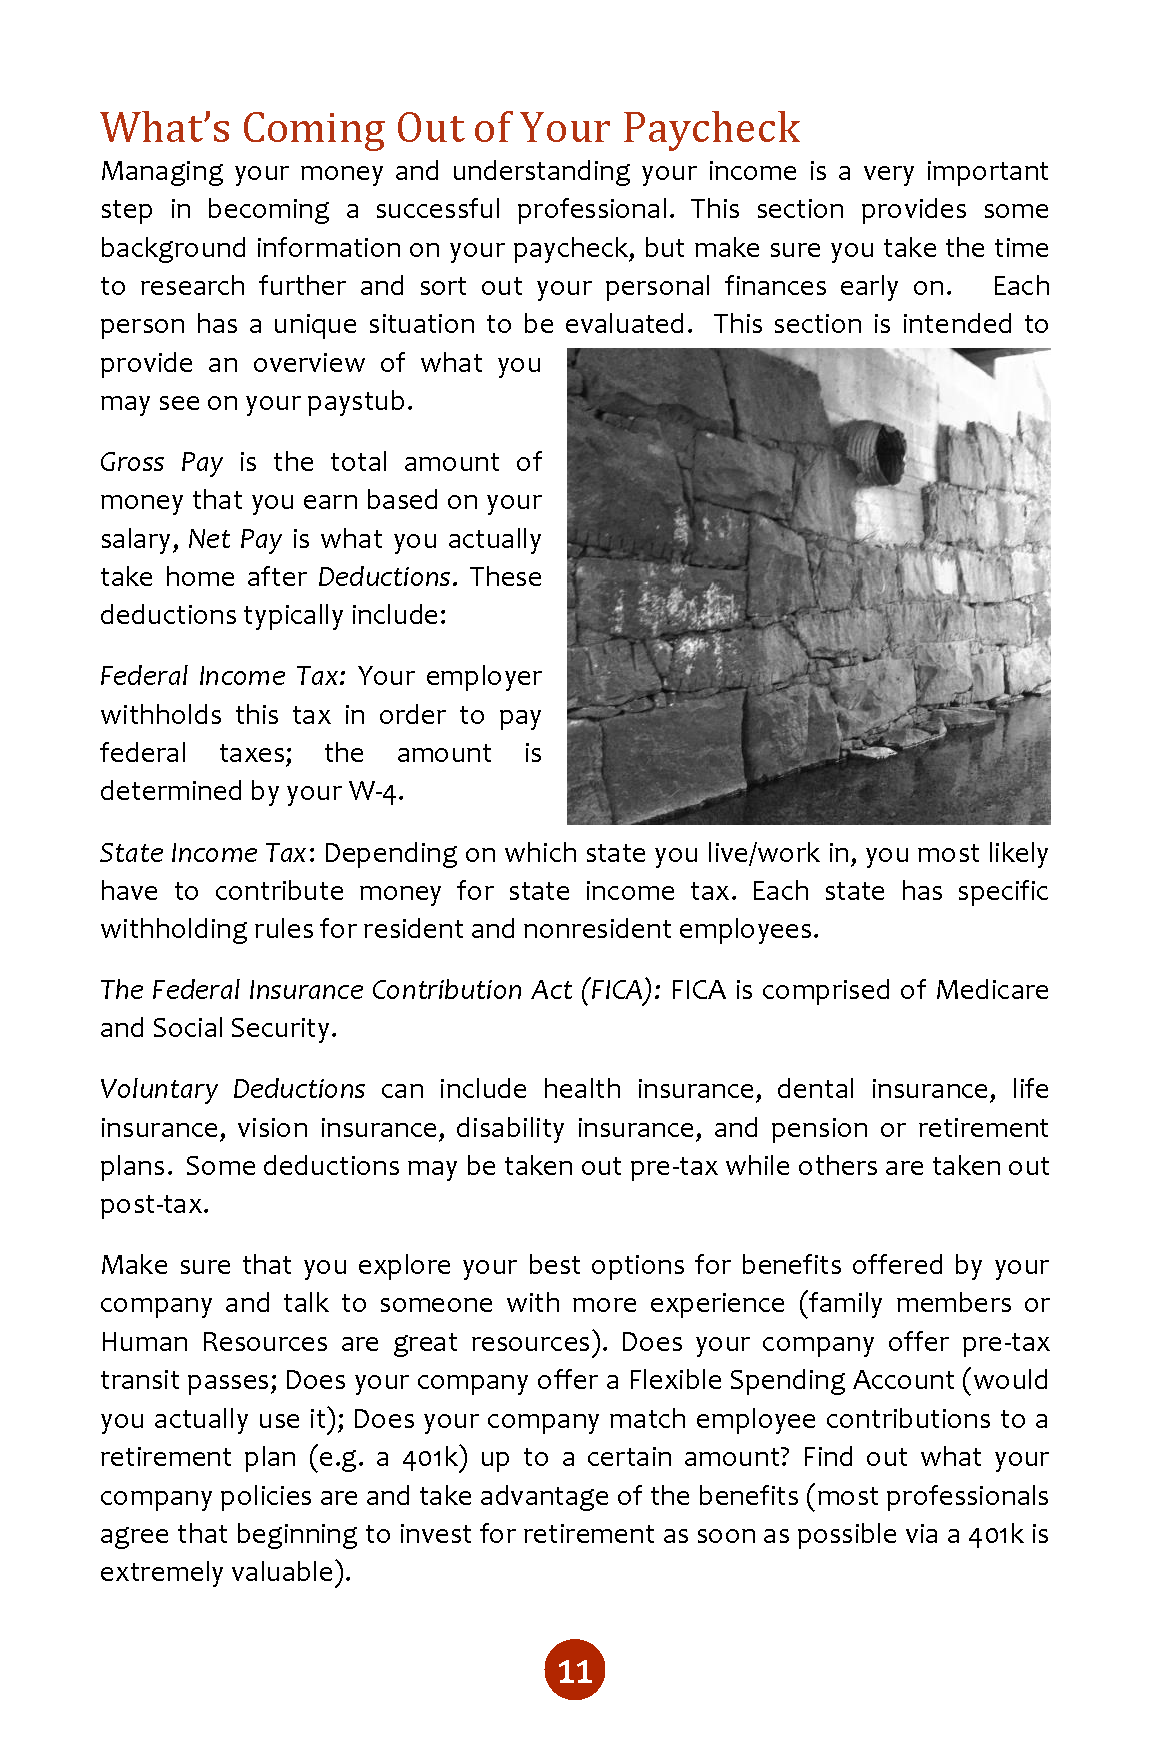 What's Coming Out of Your Paycheck
Managing your money and understanding your income is a very important
step in becoming a successful professional. This section provides some
background information on your paycheck, but make sure you take the time
to research further and sort out your personal finances early on. Each
person has a unique situation to be evaluated. This section is intended to
provide an overview of what you
may see on your paystub.
Gross Pay is the total amount of
money that you earn based on your
salary, Net Pay is what you actually
take home after Deductions. These
deductions typically include:
Federal Income Tax: Your employer
withholds this tax in order to pay
federal taxes; the amount is
determined by your W-4.
State Income Tax: Depending on which state you live/work in, you most likely
have to contribute money for state income tax. Each state has specific
withholding rules for resident and nonresident employees.
The Federal Insurance Contribution Act (FICA): FICA is comprised of Medicare
and Social Security.
Voluntary Deductions can include health insurance, dental insurance, life
insurance, vision insurance, disability insurance, and pension or retirement
plans. Some deductions may be taken out pre-tax while others are taken out
post-tax.
Make sure that you explore your best options for benefits offered by your
company and talk to someone with more experience (family members or
Human Resources are great resources). Does your company offer pre-tax
transit passes; Does your company offer a Flexible Spending Account (would
you actually use it); Does your company match employee contributions to a
retirement plan (e.g. a 401k) up to a certain amount? Find out what your
company policies are and take advantage of the benefits (most professionals
agree that beginning to invest for retirement as soon as possible via a 401k is
extremely valuable).
11